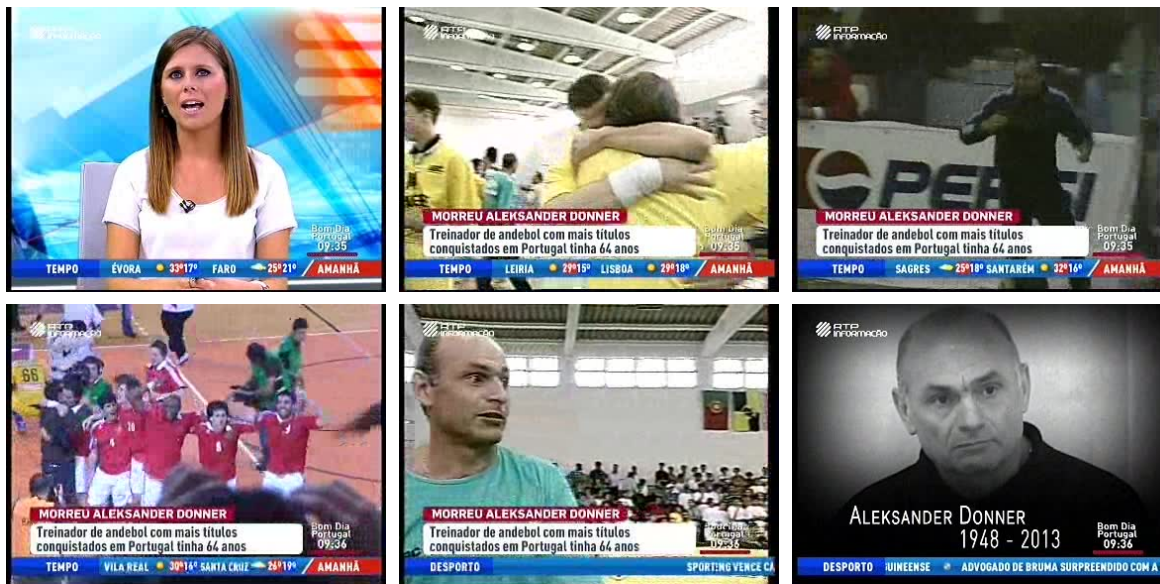 RTP
INFORMAÇÃO
Bom Dia
Portugal
09:35
TEMPO ÉVORA 33º17º FARO 25º21º AMANHÃ
RTP
INFORMAÇÃO
MORREU ALEKSANDER DONNER
Treinador de andebol com mais títulos
conquistados em Portugal tinha 64 anos
Bom Dia
Portugal
09:35
TEMPO LEIRIA 29º15º LISBOA 29º18º AMANHÃ
RTP
INFORMAÇÃO
PEPSI
MORREU ALEKSANDER DONNER
Treinador de andebol com mais títulos
conquistados em Portugal tinha 64 anos
Bom Dia
Portugal
09:35
TEMPO SAGRES 25º18º SANTARÉM 32º16º AMANHÃ
RTP
INFORMAÇÃO
66
8
MORREU ALEKSANDER DONNER
Treinador de andebol com mais títulos
conquistados em Portugal tinha 64 anos
Bom Dia
Portugal
09:36
TEMPO VILA REAL 30º16º SANTA CRUZ 26º19º AMANHÃ
RTP
INFORMAÇÃO
MORREU ALEKSANDER DONNER
Treinador de andebol com mais títulos
conquistados em Portugal tinha 64 anos
09:36
DESPORTO SPORTING VENCE CA
RTP
INFORMAÇÃO
ALEKSANDER DONNER
1948 - 2013
Bom Dia
Portugal
09:36
DESPORTO UINEENSE ADVOGADO DE BRUMA SURPREENDIDO COM A